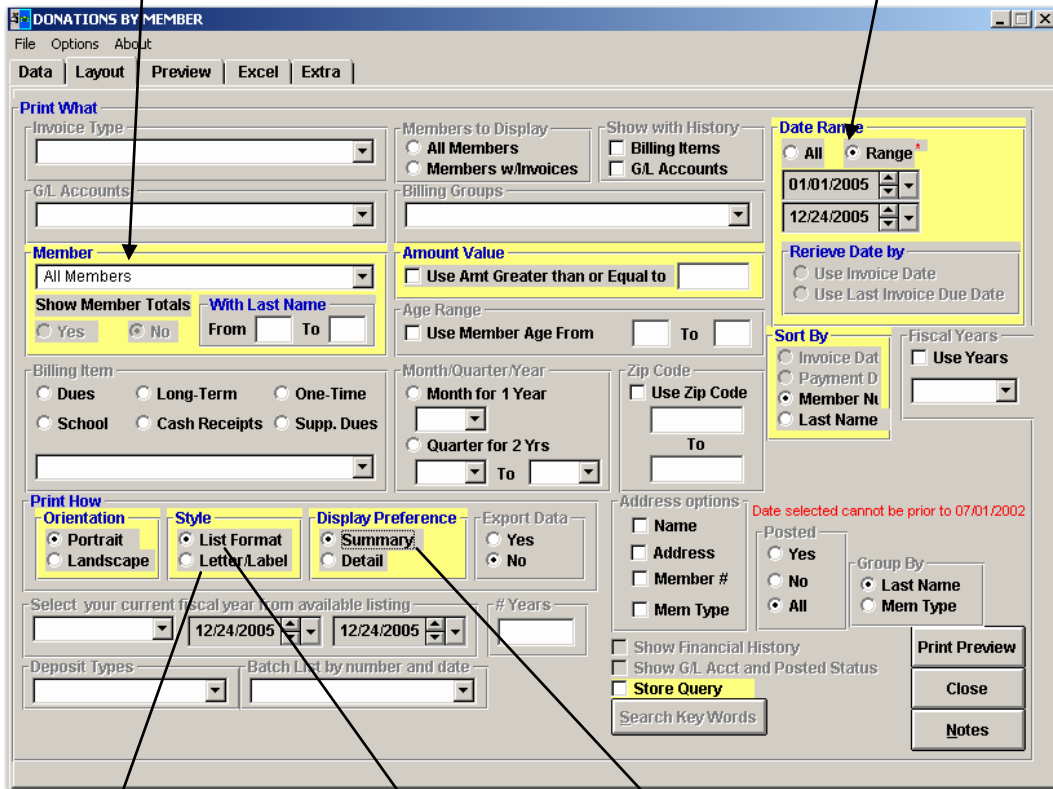 DONATIONS BY MEMBER
File Options About
Data Layout Preview Excel Extra
Print What
Invoice Type
Members to Display
All Members
Members w/Invoices
Show with History
Billing Items
G/L Accounts
Date Range
All Range *
01/01/2005
12/24/2005
Rerieve Date by
Use Invoice Date
Use Last Invoice Due Date
G/L Accounts
Billing Groups
Member
All Members
Show Member Totals
Yes No
With Last Name
From To
Amount Value
Use Amt Greater than or Equal to
Age Range
Use Member Age From To
Sort By
Invoice Dat
Payment D
Member Nu
Last Name
Fiscal Years
Use Years
Billing Item
Dues Long-Term One-Time
School Cash Receipts Supp. Dues
Month/Quarter/Year
Month for 1 Year
Quarter for 2 Yrs
To
Zip Code
Use Zip Code
To
Print How
Orientation
Portrait
Landscape
Style
List Format
Letter/Label
Display Preference
Summary
Detail
Export Data
Yes
No
Address options
Name
Address
Member #
Mem Type
Date selected cannot be prior to 07/01/2002
Posted
Yes
No
All
Group By
Last Name
Mem Type
Select your current fiscal year from available listing
12/24/2005 12/24/2005
# Years
Deposit Types
Batch List by number and date
Show Financial History
Show G/L Acct and Posted Status
Store Query
Search Key Words
Print Preview
Close
Notes